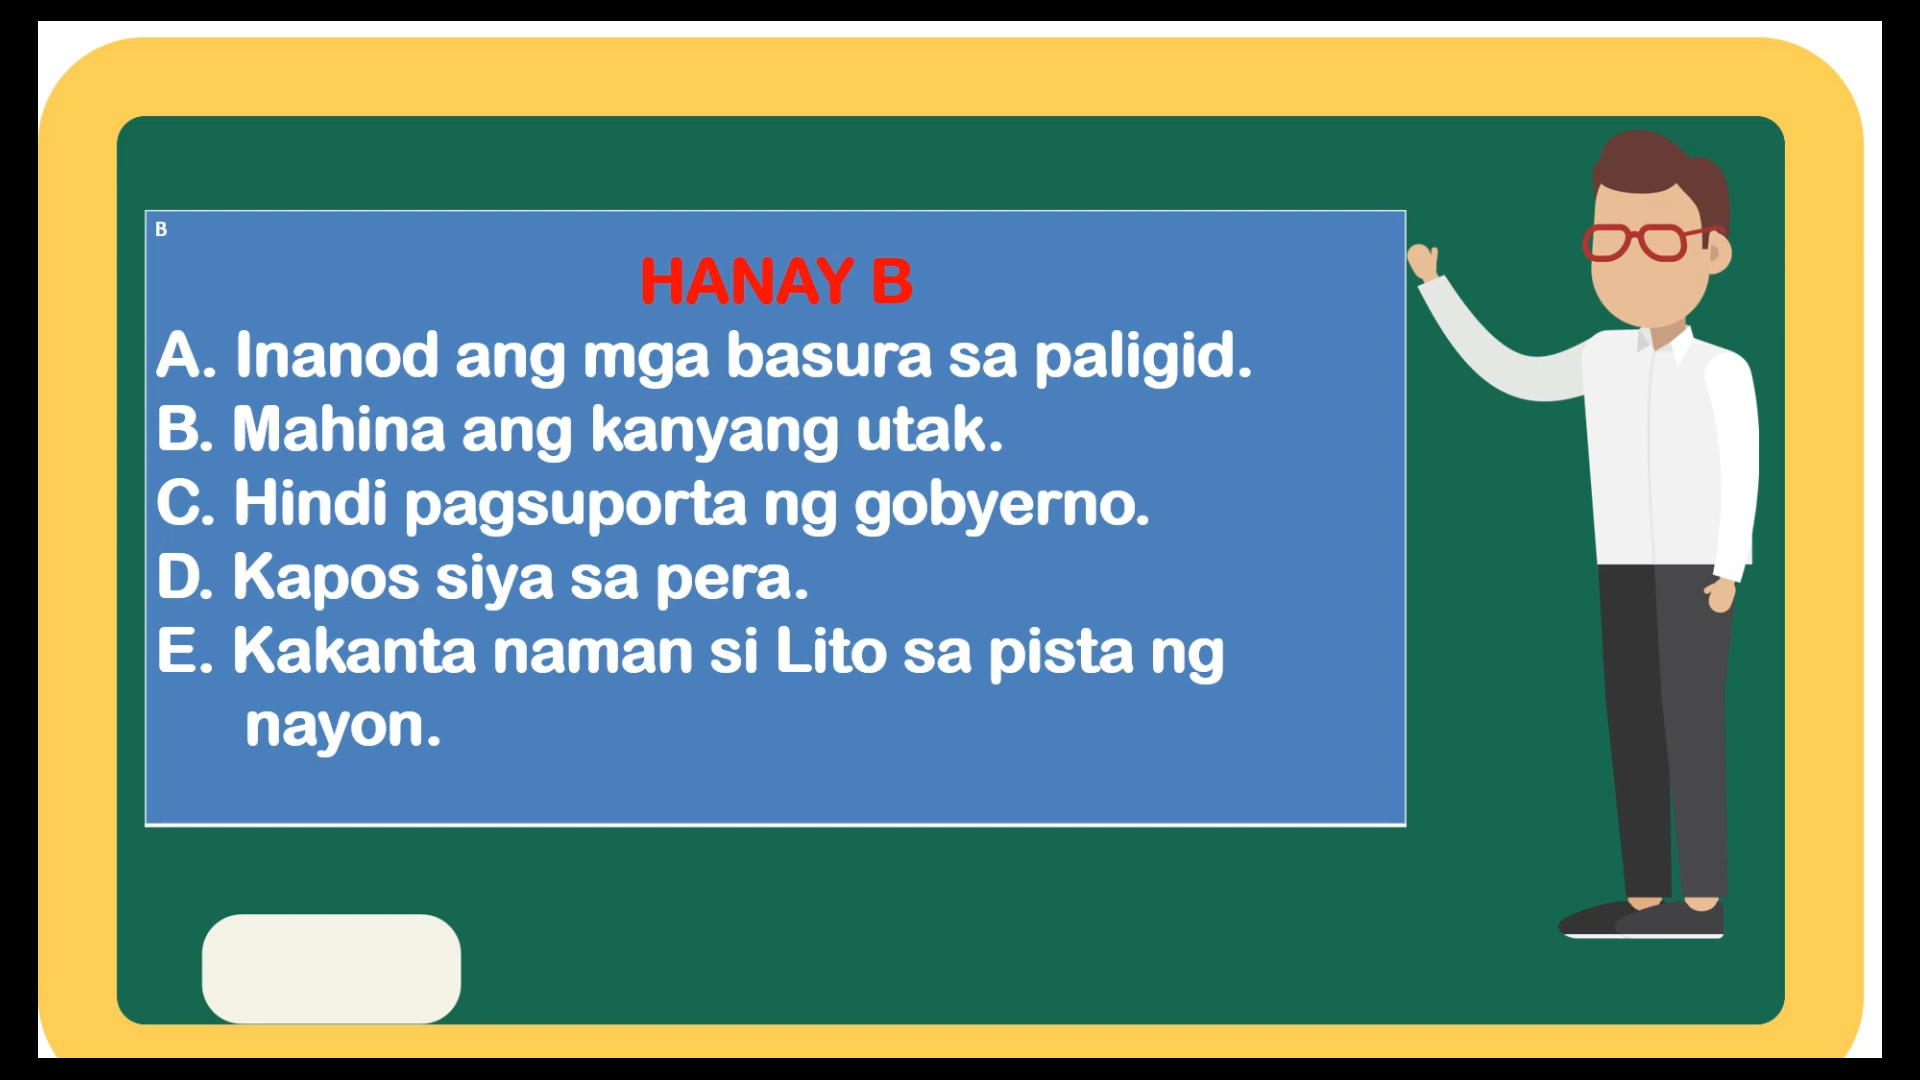 B
HANAY B
A. Inanod ang mga basura sa paligid.
B. Mahina ang kanyang utak.
C. Hindi pagsuporta ng gobyerno.
D. Kapos siya sa pera.
E. Kakanta naman si Lito sa pista ng
nayon.